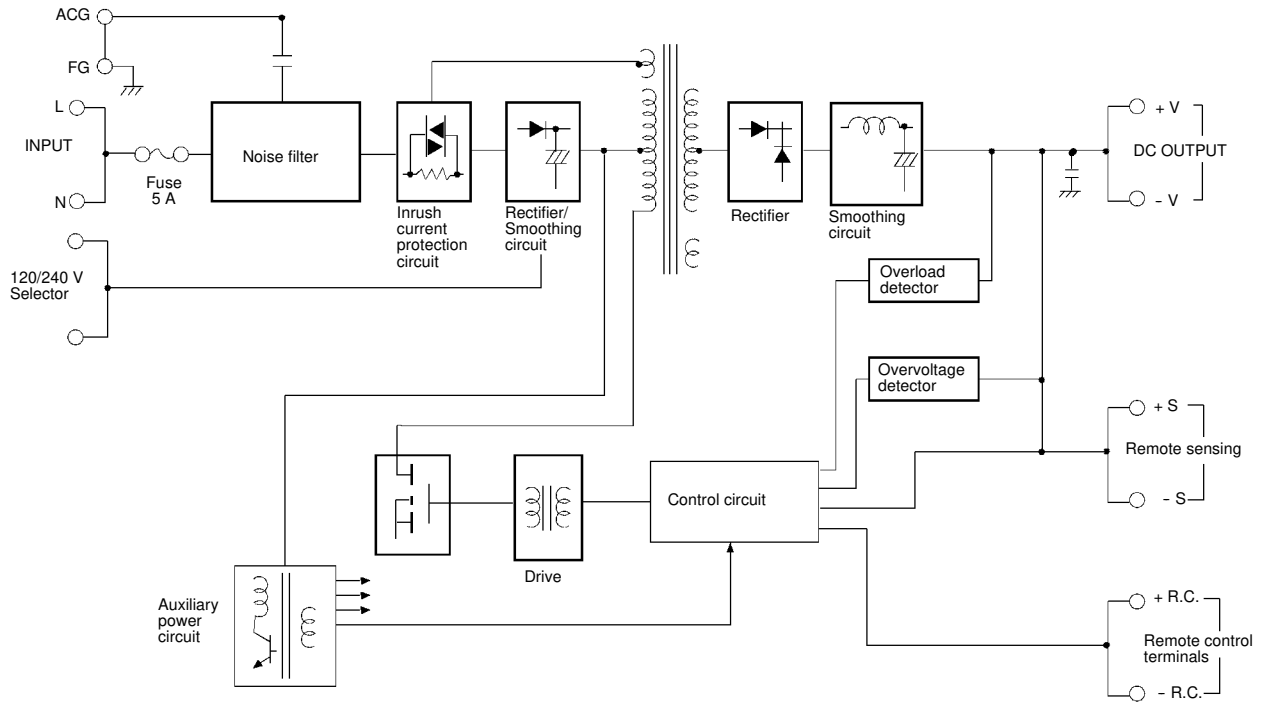 ACG
FG
L
INPUT
N
Fuse
5 A
Noise filter
Inrush
current
protection
circuit
Rectifier/
Smoothing
circuit
Rectifier
Smoothing
circuit
+ V
DC OUTPUT
− V
120/240 V
Selector
Overload
detector
Overvoltage
detector
+ S
Remote sensing
− S
Control circuit
Drive
Auxiliary
power
circuit
+ R.C.
Remote control
terminals
− R.C.